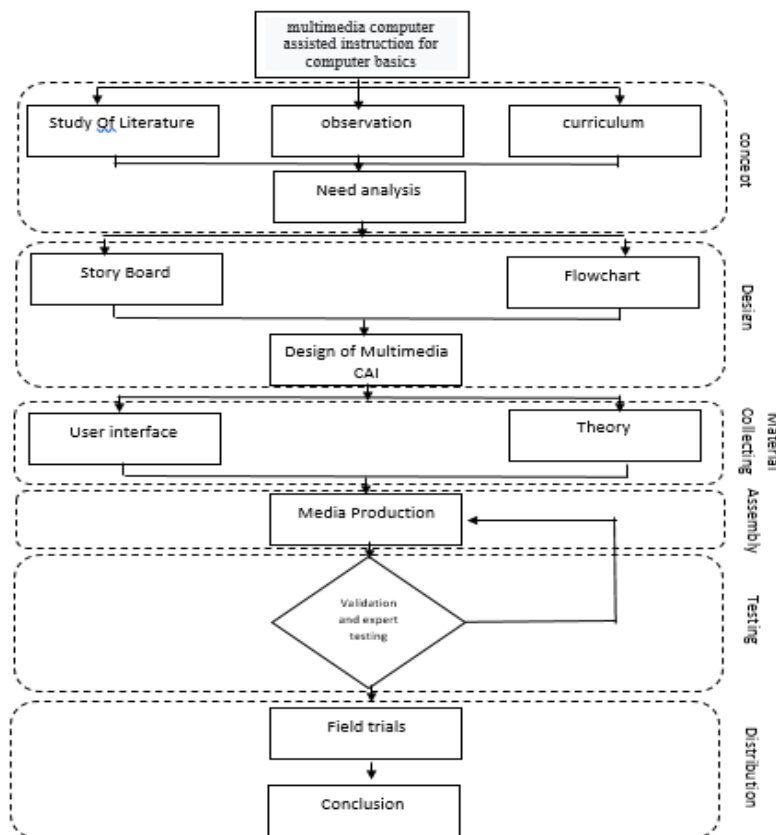 multimedia computer
assisted instruction for
computer basics
Study Of Literature
observation
curriculum
concept
Need analysis
Story Board
Flowchart
Design
Design of Multimedia
CAI
User interface
Theory
Material
Collecting
Media Production
Assembly
Validation
and expert
testing
Testing
Field trials
Distribution
Conclusion